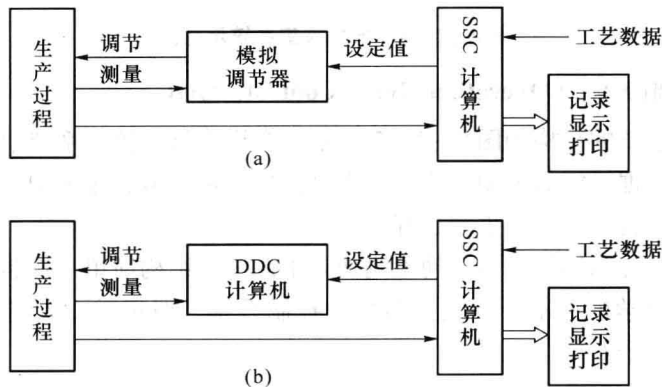 生产过程
调节
测量
模拟
调节器
设定值
SSC 计算机
工艺数据
记录
显示
打印
(a)
生产过程
调节
测量
DDC
计算机
设定值
SSC 计算机
工艺数据
记录
显示
打印
(b)